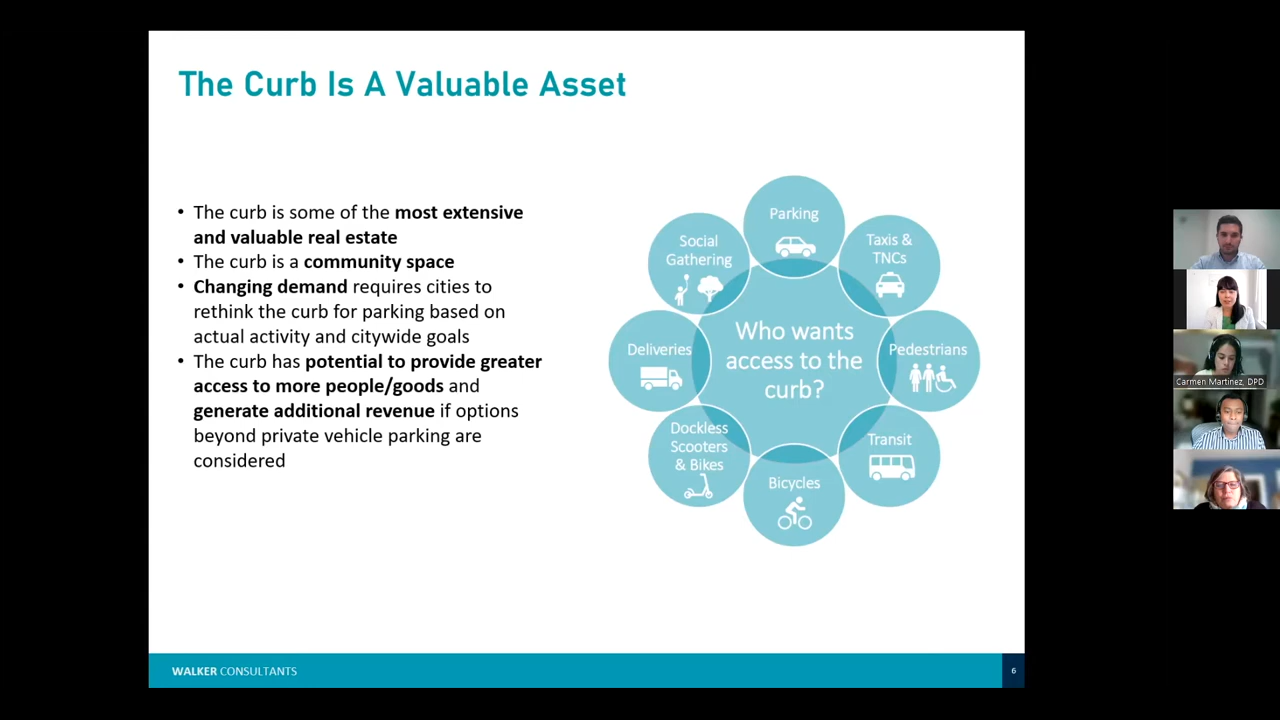 The Curb Is A Valuable Asset
• The curb is some of the most extensive
and valuable real estate
• The curb is a community space
• Changing demand requires cities to
rethink the curb for parking based on
actual activity and citywide goals
• The curb has potential to provide greater
access to more people/goods and
generate additional revenue if options
beyond private vehicle parking are
considered
Parking
Taxis &
TNCs
Pedestrians
Transit
Bicycles
Dockless
Scooters
& Bikes
Deliveries
Social
Gathering
Who wants
access to the
curb?
Carmen Martinez, DPD
WALKER CONSULTANTS
6